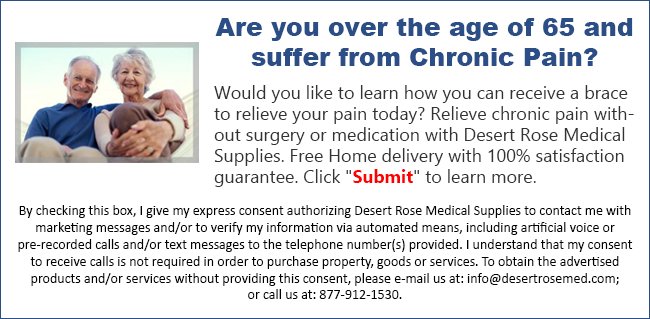 Are you over the age of 65 and
suffer from Chronic Pain?
Would you like to learn how you can receive a brace
to relieve your pain today? Relieve chronic pain with-
out surgery or medication with Desert Rose Medical
Supplies. Free Home delivery with 100% satisfaction
guarantee. Click "Submit" to learn more.
By checking this box, I give my express consent authorizing Desert Rose Medical Supplies to contact me with
marketing messages and/or to verify my information via automated means, including artificial voice or
pre-recorded calls and/or text messages to the telephone number(s) provided. I understand that my consent
to receive calls is not required in order to purchase property, goods or services. To obtain the advertised
products and/or services without providing this consent, please e-mail us at: info@desertrosemed.com;
or call us at: 877-912-1530.